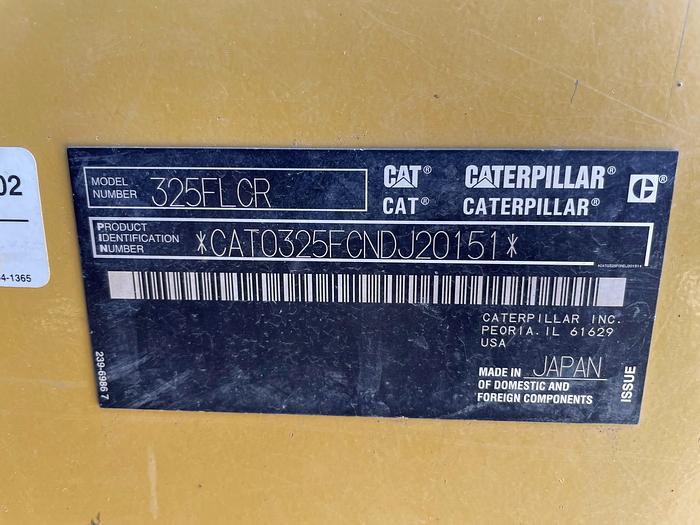 02
4-1365
MODEL NUMBER 325FLCR
CAT® CATERPILLAR®
CAT® CATERPILLAR®
PRODUCT IDENTIFICATION NUMBER *CAT0325FCNDJ20151*
*CAT0325FCNDJ20151*
CATERPILLAR INC.
PEORIA. IL 61629
USA
MADE IN JAPAN
OF DOMESTIC AND
FOREIGN COMPONENTS
ISSUE
239-6986 7